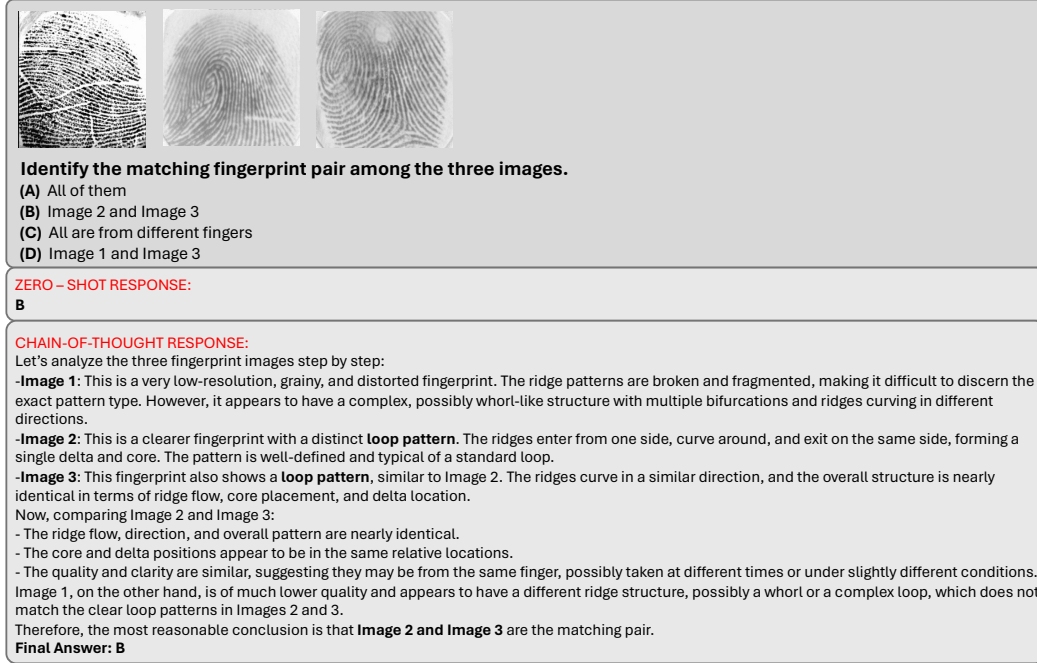 Identify the matching fingerprint pair among the three images.
(A) All of them
(B) Image 2 and Image 3
(C) All are from different fingers
(D) Image 1 and Image 3
ZERO – SHOT RESPONSE:
B
CHAIN-OF-THOUGHT RESPONSE:
Let's analyze the three fingerprint images step by step:
-Image 1: This is a very low-resolution, grainy, and distorted fingerprint. The ridge patterns are broken and fragmented, making it difficult to discern the
exact pattern type. However, it appears to have a complex, possibly whorl-like structure with multiple bifurcations and ridges curving in different
directions.
-Image 2: This is a clearer fingerprint with a distinct loop pattern. The ridges enter from one side, curve around, and exit on the same side, forming a
single delta and core. The pattern is well-defined and typical of a standard loop.
-Image 3: This fingerprint also shows a loop pattern, similar to Image 2. The ridges curve in a similar direction, and the overall structure is nearly
identical in terms of ridge flow, core placement, and delta location.
Now, comparing Image 2 and Image 3:
- The ridge flow, direction, and overall pattern are nearly identical.
- The core and delta positions appear to be in the same relative locations.
- The quality and clarity are similar, suggesting they may be from the same finger, possibly taken at different times or under slightly different conditions.
Image 1, on the other hand, is of much lower quality and appears to have a different ridge structure, possibly a whorl or a complex loop, which does not
match the clear loop patterns in Images 2 and 3.
Therefore, the most reasonable conclusion is that Image 2 and Image 3 are the matching pair.
Final Answer: B